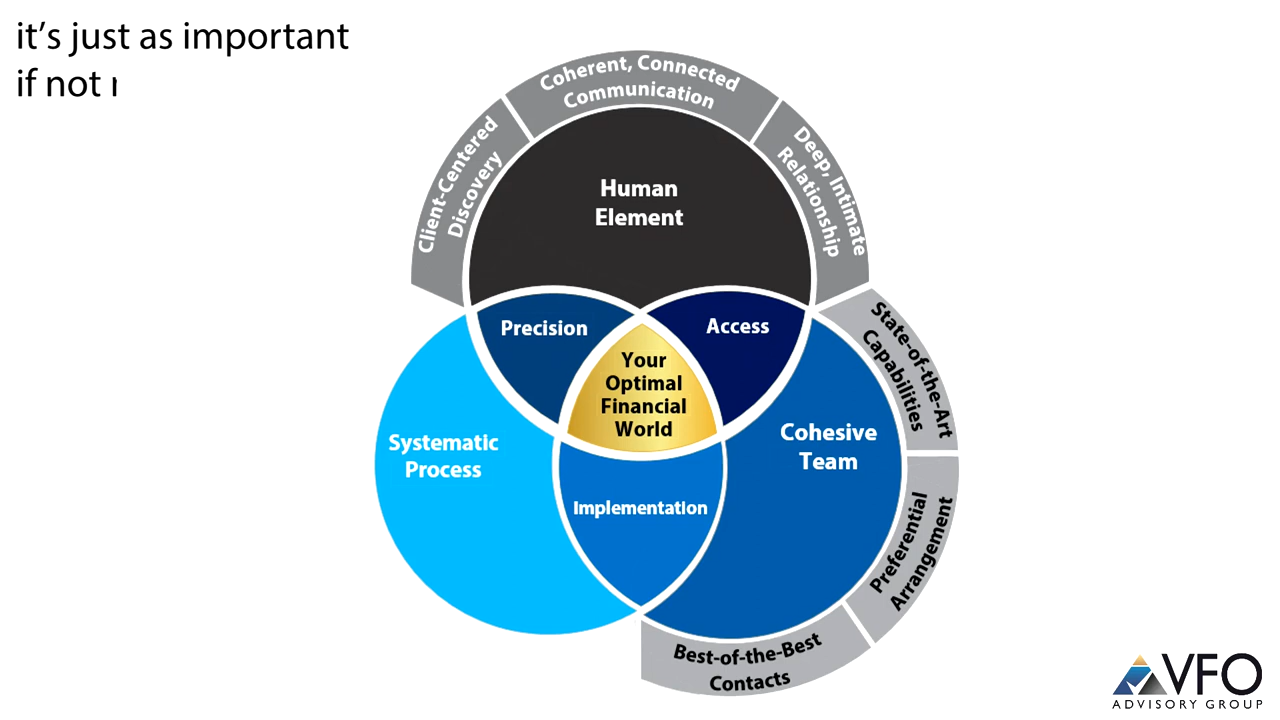 it's just as important
if not
Coherent, Connected
Communication
Client-Centered
Discovery
Deep, Intimate
Relationship
Human
Element
Precision
Access
Your
Optimal
Financial
World
State-of-the-Art
Capabilities
Systematic
Process
Cohesive
Team
Implementation
Preferential
Arrangement
Best-of-the-Best
Contacts
VFO
ADVISORY GROUP